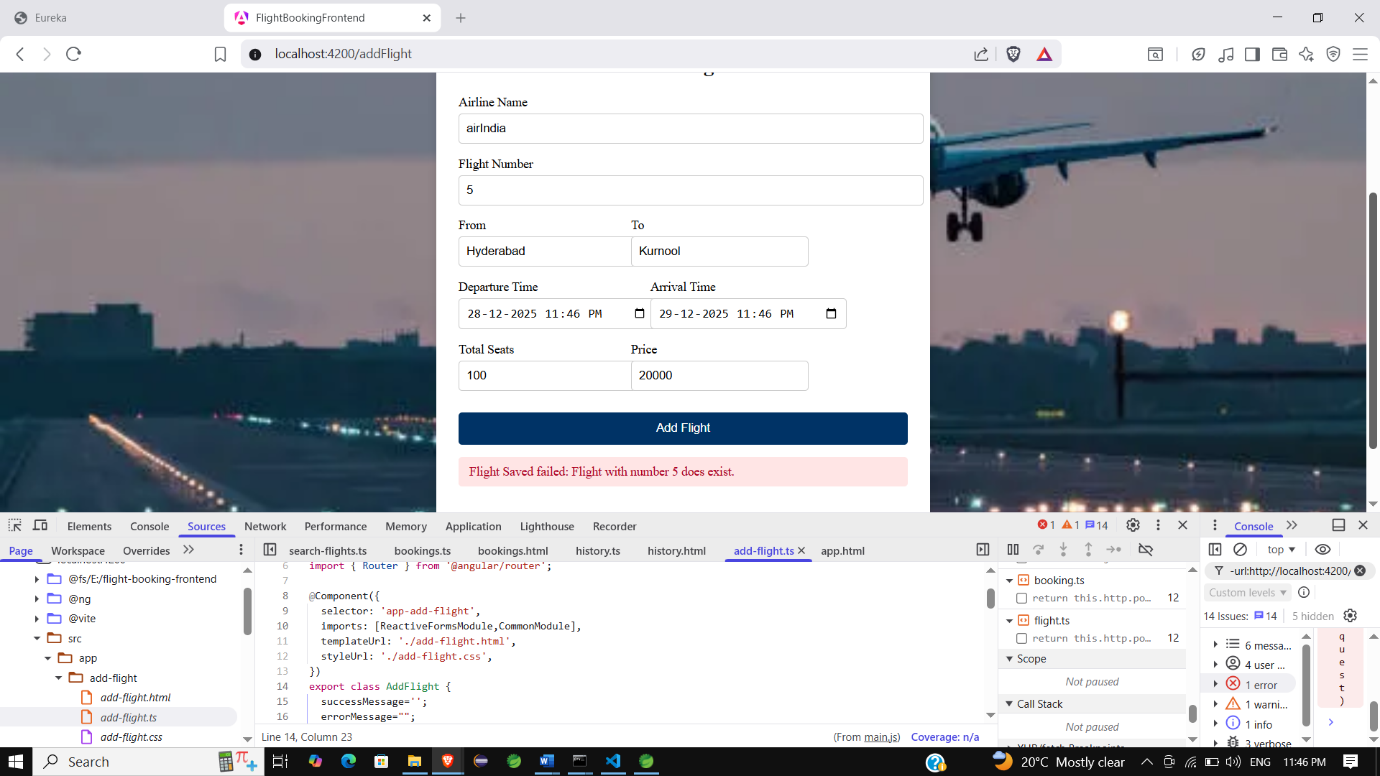 Eureka
FlightBookingFrontend
localhost:4200/addFlight
Airline Name
airIndia
Flight Number
5
From To
Hyderabad Kurnool
Departure Time Arrival Time
28-12-2025 11:46 PM 29-12-2025 11:46 PM
Total Seats Price
100 20000
Add Flight
Flight Saved failed: Flight with number 5 does exist.
Elements Console Sources Network Performance Memory Application Lighthouse Recorder
1 1 14
Console
Page Workspace Overrides
search-flights.ts bookings.ts bookings.html history.ts history.html add-flight.ts app.html
top
@fs/E:/flight-booking-frontend
@ng
@vite
src
app
add-flight
add-flight.html
add-flight.ts
add-flight.css
6 import { Router } from '@angular/router';
7
8 @Component({
9 selector: 'app-add-flight',
10 imports: [ReactiveFormsModule,CommonModule],
11 templateUrl: './add-flight.html',
12 styleUrl: './add-flight.css',
13 })
14 export class AddFlight {
15 successMessage='';
16 errorMessage="";
Line 14, Column 23 (From main.js) Coverage: n/a
booking.ts
return this.http.po... 12
flight.ts
return this.http.po... 12
Scope
Not paused
Call Stack
Not paused
-url:http://localhost:4200/
Custom levels
14 Issues: 14 5 hidden
6 messa...
4 user ...
1 error
1 warni...
1 info
3 verbose
q
u
e
s
t
)
Search
20°C Mostly clear ENG 11:46 PM